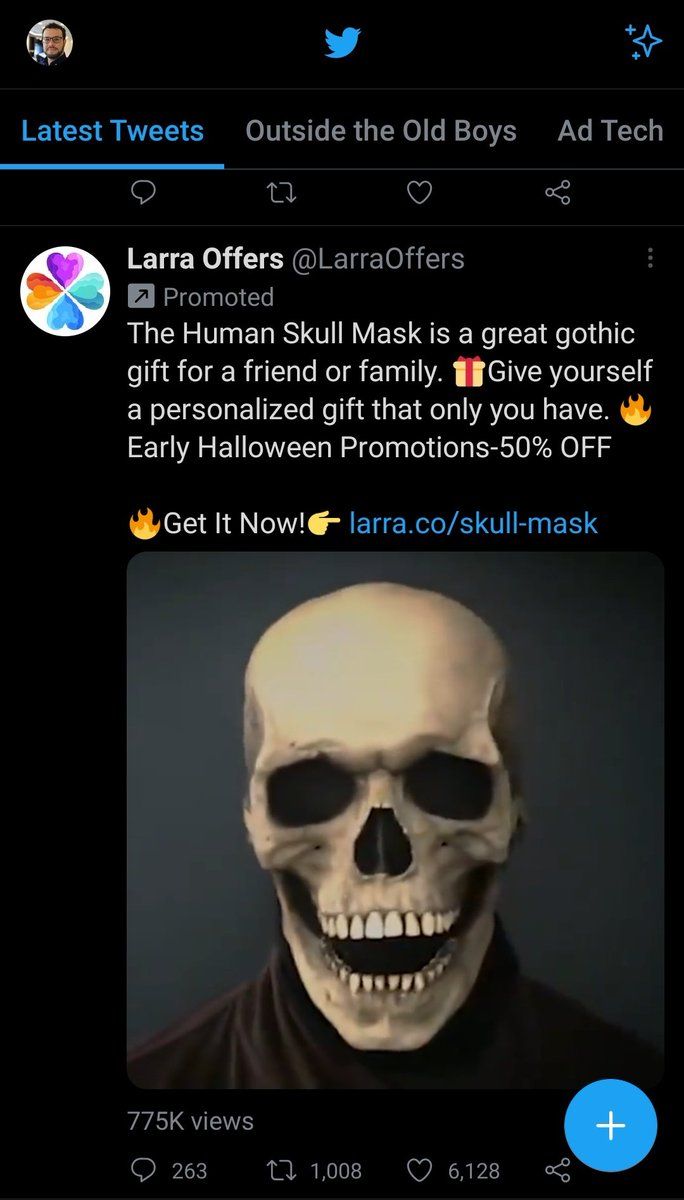 Latest Tweets Outside the Old Boys Ad Tech
Larra Offers @LarraOffers
Promoted
The Human Skull Mask is a great gothic
gift for a friend or family. 🎁Give yourself
a personalized gift that only you have. 🔥
Early Halloween Promotions-50% OFF
🔥Get It Now!👉 larra.co/skull-mask
775K views
263 1,008 6,128